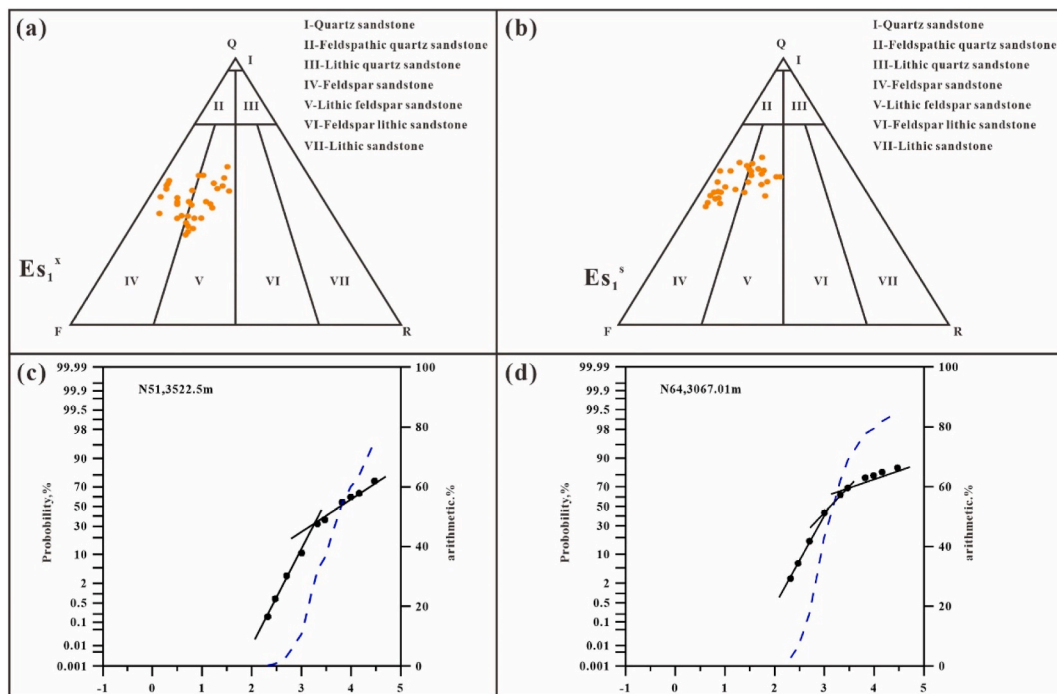 (a)
Q
I
II
III
IV
V
VI
VII
F
R
Es₁ˣ
I-Quartz sandstone
II-Feldspathic quartz sandstone
III-Lithic quartz sandstone
IV-Feldspar sandstone
V-Lithic feldspar sandstone
VI-Feldspar lithic sandstone
VII-Lithic sandstone
(b)
Q
I
II
III
IV
V
VI
VII
F
R
Es₁ˢ
I-Quartz sandstone
II-Feldspathic quartz sandstone
III-Lithic quartz sandstone
IV-Feldspar sandstone
V-Lithic feldspar sandstone
VI-Feldspar lithic sandstone
VII-Lithic sandstone
(c)
N51,3522.5m
Probability,%
99.99
99.9
99.5
98
90
70
50
30
10
2
0.5
0.1
0.01
0.001
100
80
60
40
20
0
arithmetic.%
-1 0 1 2 3 4 5
(d)
N64,3067.01m
Probability,%
99.99
99.9
99.5
98
90
70
50
30
10
2
0.5
0.1
0.01
0.001
100
80
60
40
20
0
arithmetic.%
-1 0 1 2 3 4 5